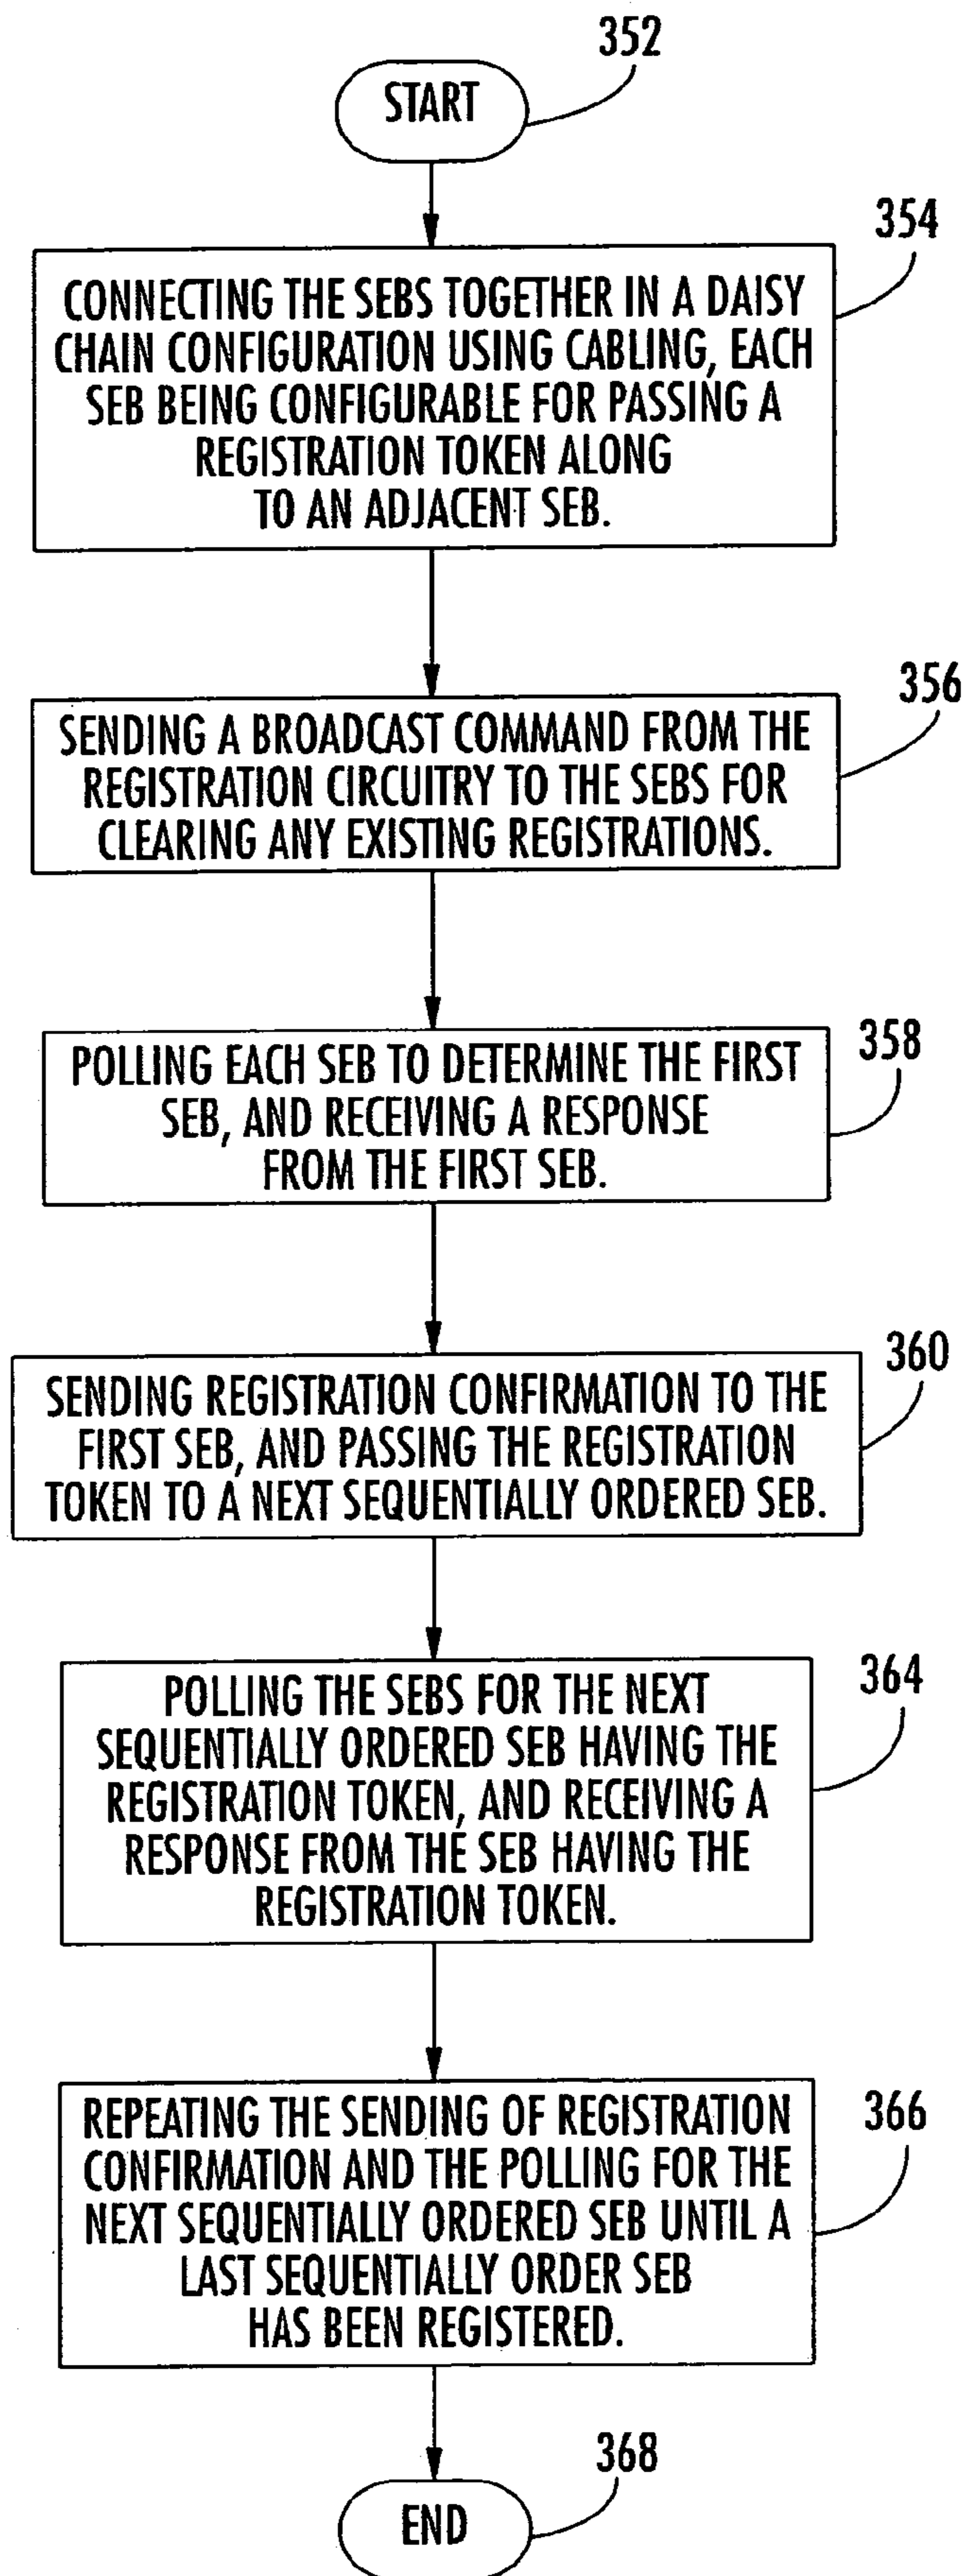 352
START
354
CONNECTING THE SEBS TOGETHER IN A DAISY
CHAIN CONFIGURATION USING CABLING, EACH
SEB BEING CONFIGURABLE FOR PASSING A
REGISTRATION TOKEN ALONG
TO AN ADJACENT SEB.
356
SENDING A BROADCAST COMMAND FROM THE
REGISTRATION CIRCUITRY TO THE SEBS FOR
CLEARING ANY EXISTING REGISTRATIONS.
358
POLLING EACH SEB TO DETERMINE THE FIRST
SEB, AND RECEIVING A RESPONSE
FROM THE FIRST SEB.
360
SENDING REGISTRATION CONFIRMATION TO THE
FIRST SEB, AND PASSING THE REGISTRATION
TOKEN TO A NEXT SEQUENTIALLY ORDERED SEB.
364
POLLING THE SEBS FOR THE NEXT
SEQUENTIALLY ORDERED SEB HAVING THE
REGISTRATION TOKEN, AND RECEIVING A
RESPONSE FROM THE SEB HAVING THE
REGISTRATION TOKEN.
366
REPEATING THE SENDING OF REGISTRATION
CONFIRMATION AND THE POLLING FOR THE
NEXT SEQUENTIALLY ORDERED SEB UNTIL A
LAST SEQUENTIALLY ORDER SEB
HAS BEEN REGISTERED.
368
END